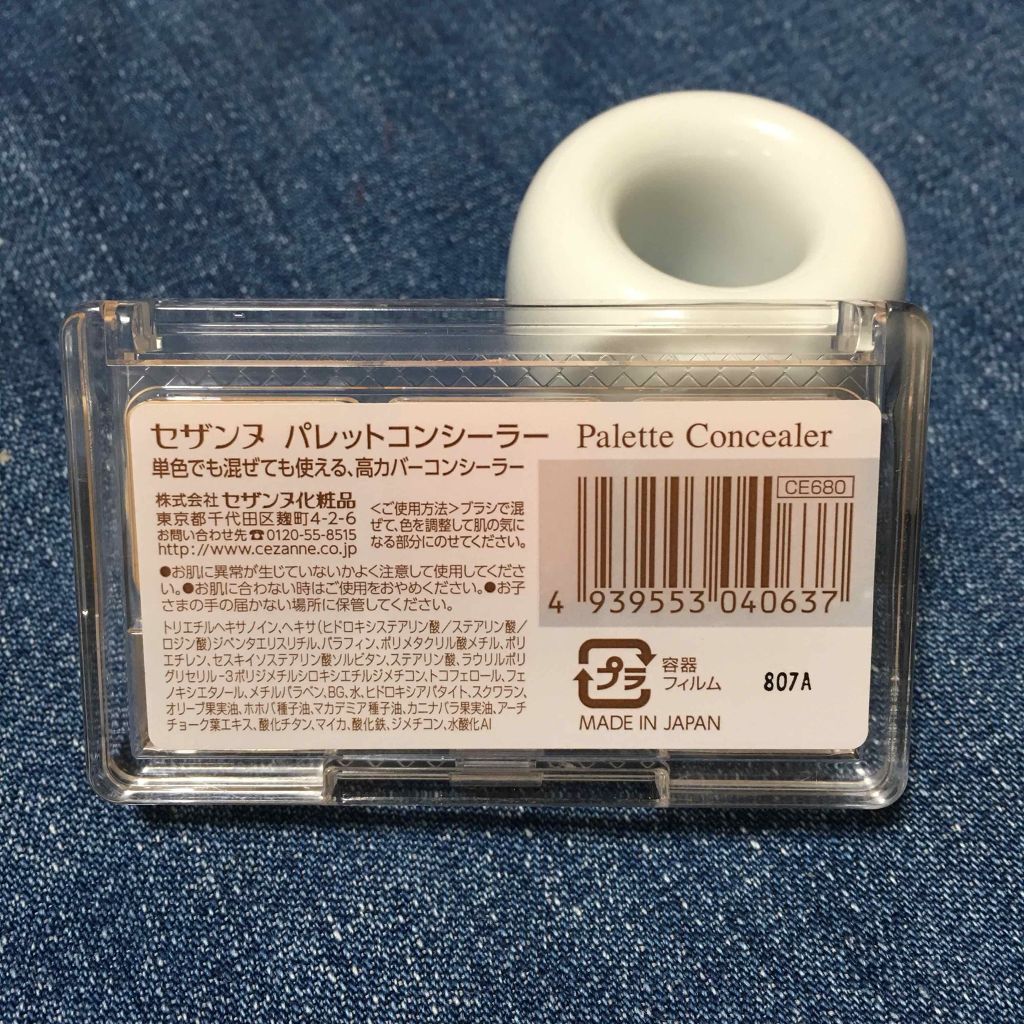 セザンヌ パレットコンシーラー Palette Concealer
単色でも混ぜても使える、高カバーコンシーラー
株式会社 セザンヌ化粧品
東京都千代田区麹町4-2-6
お問い合わせ先☎0120-55-8515
http://www.cezanne.co.jp
<ご使用方法>ブラシで混
ぜて、色を調整して肌の気に
なる部分にのせてください。
●お肌に異常が生じていないかよく注意して使用してくださ
い。●お肌に合わない時はご使用をおやめください。●お子
さまの手の届かない場所に保管してください。
トリエチルヘキサノイン、ヘキサ(ヒドロキシステアリン酸/ステアリン酸/
ロジン酸)ジペンタエリスリチル、パラフィン、ポリメタクリル酸メチル、ポリ
エチレン、セスキイソステアリン酸ソルビタン、ステアリン酸、ラウリルポリ
グリセリル-3ポリジメチルシロキシエチルジメチコン、トコフェロール、フェ
ノキシエタノール、メチルパラベン、BG、水、ヒドロキシアパタイト、スクワラン、
オリーブ果実油、ホホバ種子油、マカデミア種子油、カニナバラ果実油、アーチ
チョーク葉エキス、酸化チタン、マイカ、酸化鉄、ジメチコン、水酸化Al
CE680
4 939553 040637
プラ
容器
フィルム
807A
MADE IN JAPAN